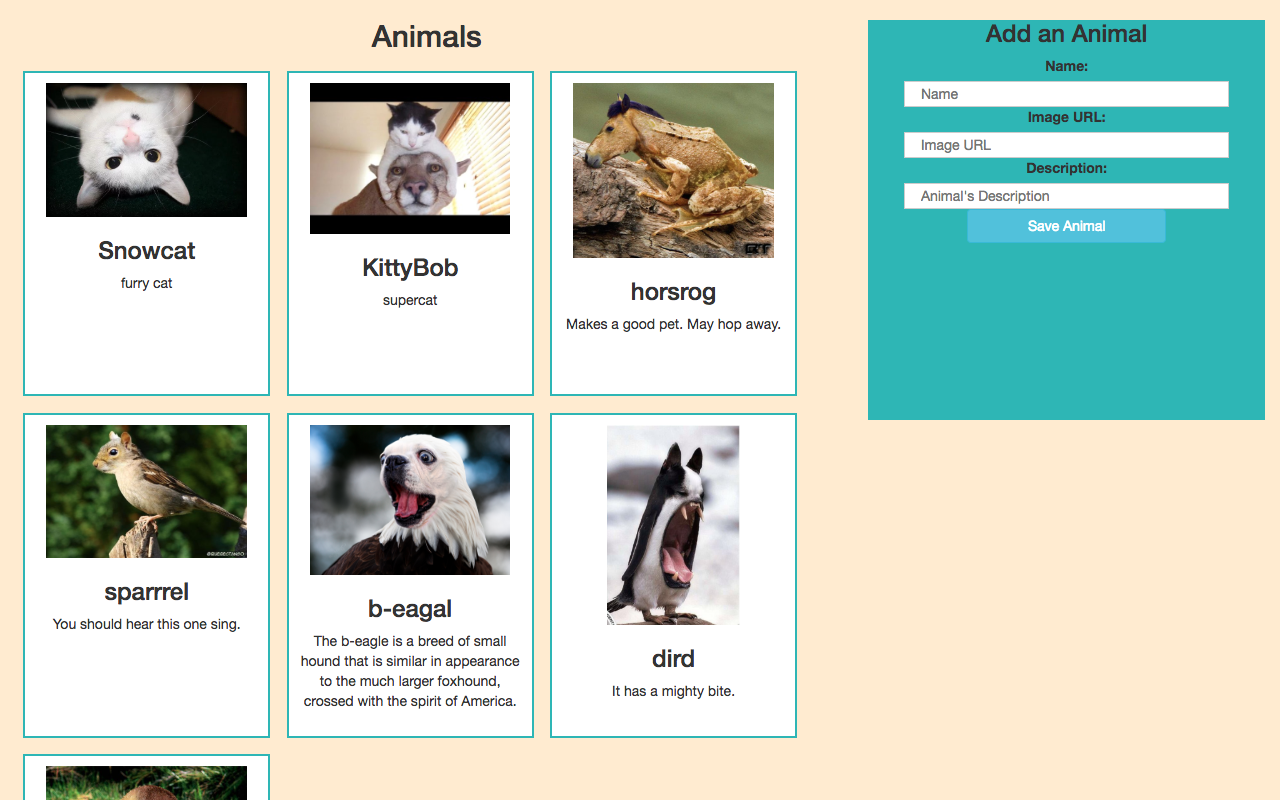 Animals
Snowcat
furry cat
KittyBob
supercat
horsrog
Makes a good pet. May hop away.
sparrrel
You should hear this one sing.
b-eagal
The b-eagle is a breed of small
hound that is similar in appearance
to the much larger foxhound,
crossed with the spirit of America.
dird
It has a mighty bite.
Add an Animal
Name:
Name
Image URL:
Image URL
Description:
Animal's Description
Save Animal